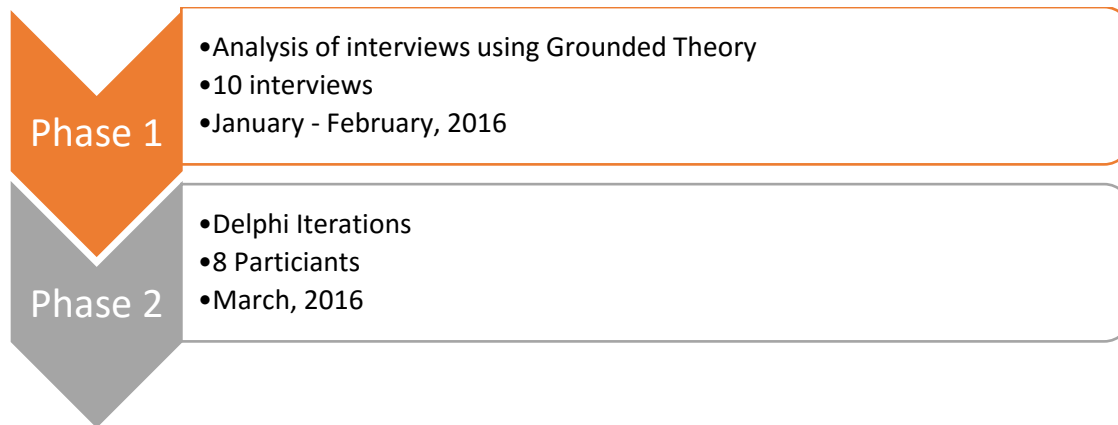 Phase 1
•Analysis of interviews using Grounded Theory
•10 interviews
•January - February, 2016
Phase 2
•Delphi Iterations
•8 Particiants
•March, 2016